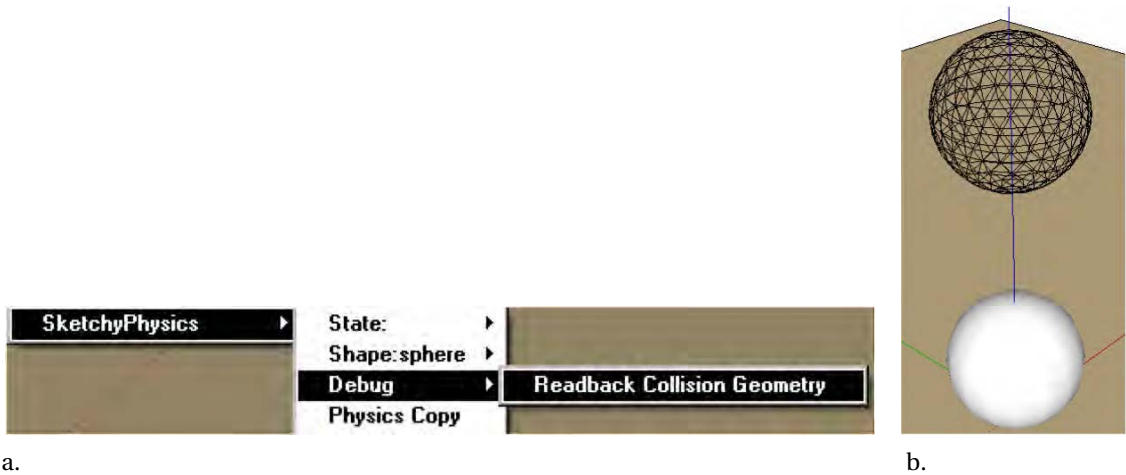 SketchyPhysics
State:
Shape:sphere
Debug
Readback Collision Geometry
Physics Copy
a.
b.